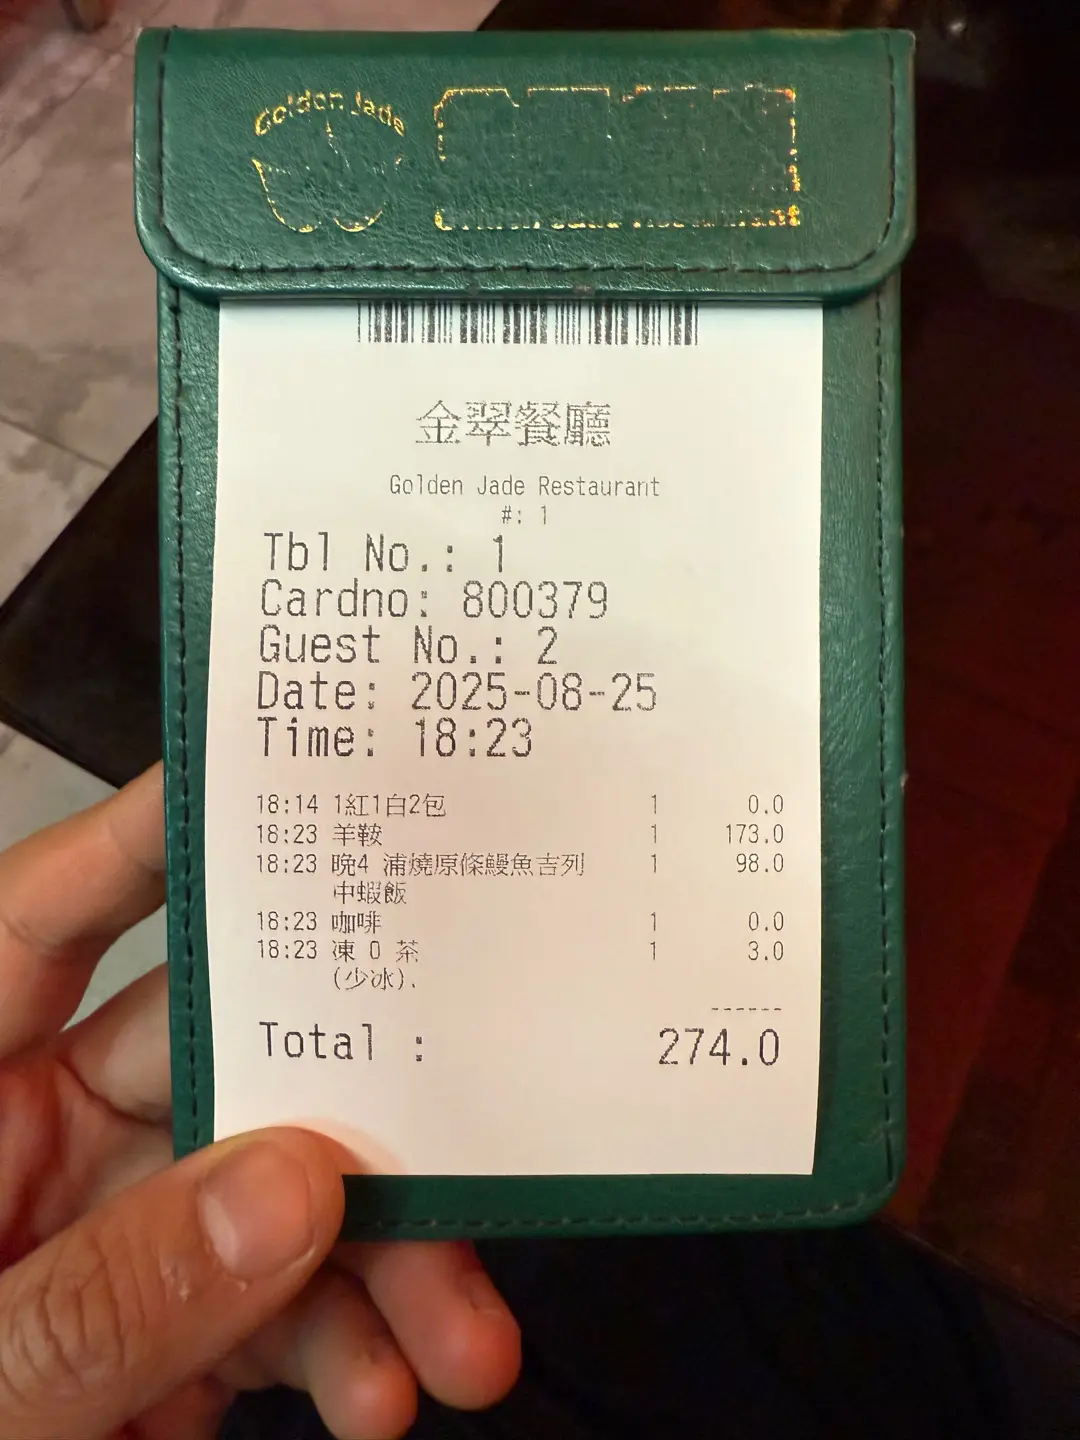 Golden Jade
Golden Jade Restaurant
金翠餐廳
Golden Jade Restaurant
#: 1
Tbl No.: 1
Cardno: 800379
Guest No.: 2
Date: 2025-08-25
Time: 18:23
18:14 1紅1白2包 1 0.0
18:23 羊鞍 1 173.0
18:23 晚4 浦燒原條鰻魚吉列 1 98.0
中蝦飯
18:23 咖啡 1 0.0
18:23 凍 0 茶 1 3.0
(少冰).
------
Total : 274.0